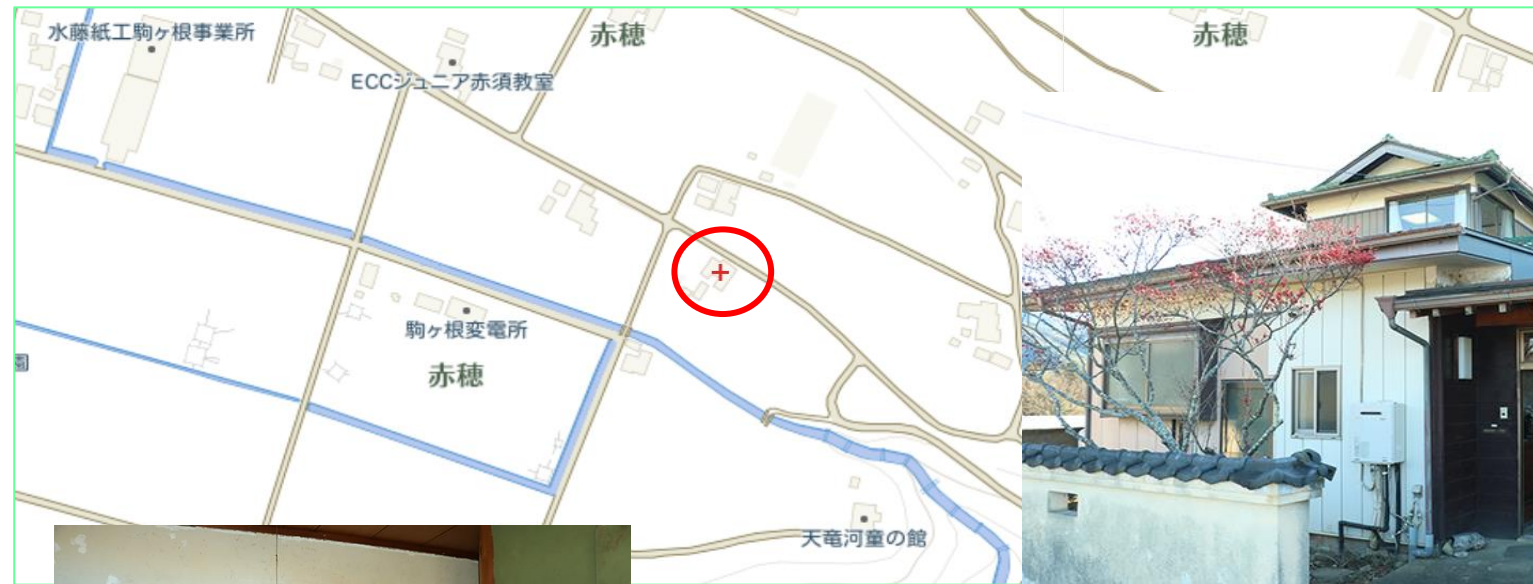 水藤紙工駒ヶ根事業所
赤穂
赤穂
ECCジュニア赤須教室
駒ヶ根変電所
赤穂
天竜河童の館